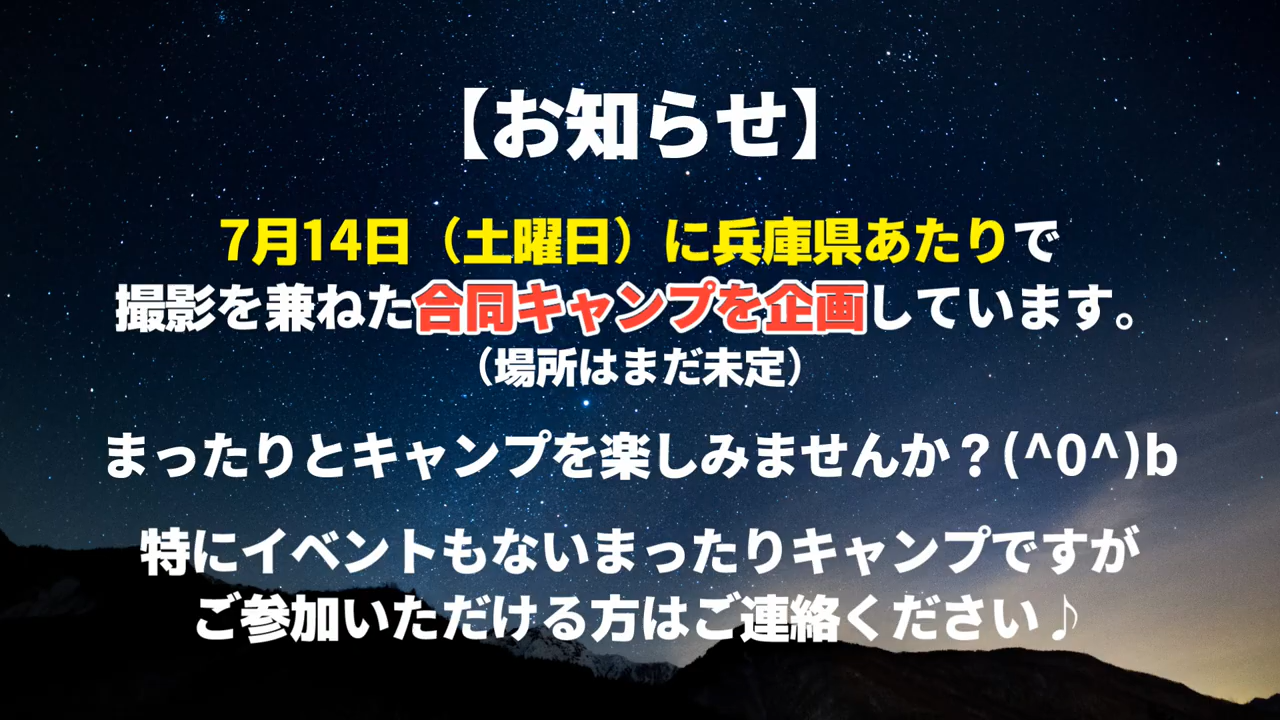 【お知らせ】
7月14日（土曜日）に兵庫県あたりで
撮影を兼ねた合同キャンプを企画しています。
（場所はまだ未定）
まったりとキャンプを楽しみませんか？(^0^)b
特にイベントもないまったりキャンプですが
ご参加いただける方はご連絡ください♪